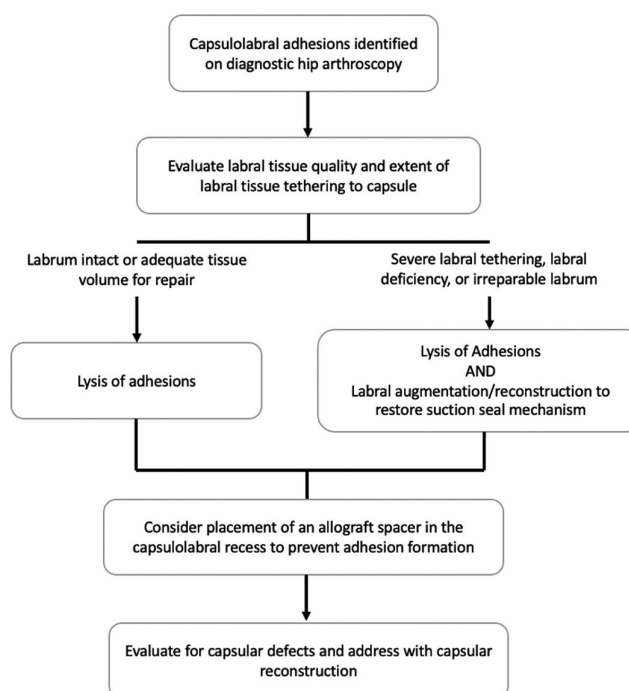 Capsulolabral adhesions identified
on diagnostic hip arthroscopy
Evaluate labral tissue quality and extent of
labral tissue tethering to capsule
Labrum intact or adequate tissue
volume for repair
Severe labral tethering, labral
deficiency, or irreparable labrum
Lysis of adhesions
Lysis of Adhesions
AND
Labral augmentation/reconstruction to
restore suction seal mechanism
Consider placement of an allograft spacer in the
capsulolabral recess to prevent adhesion formation
Evaluate for capsular defects and address with capsular
reconstruction